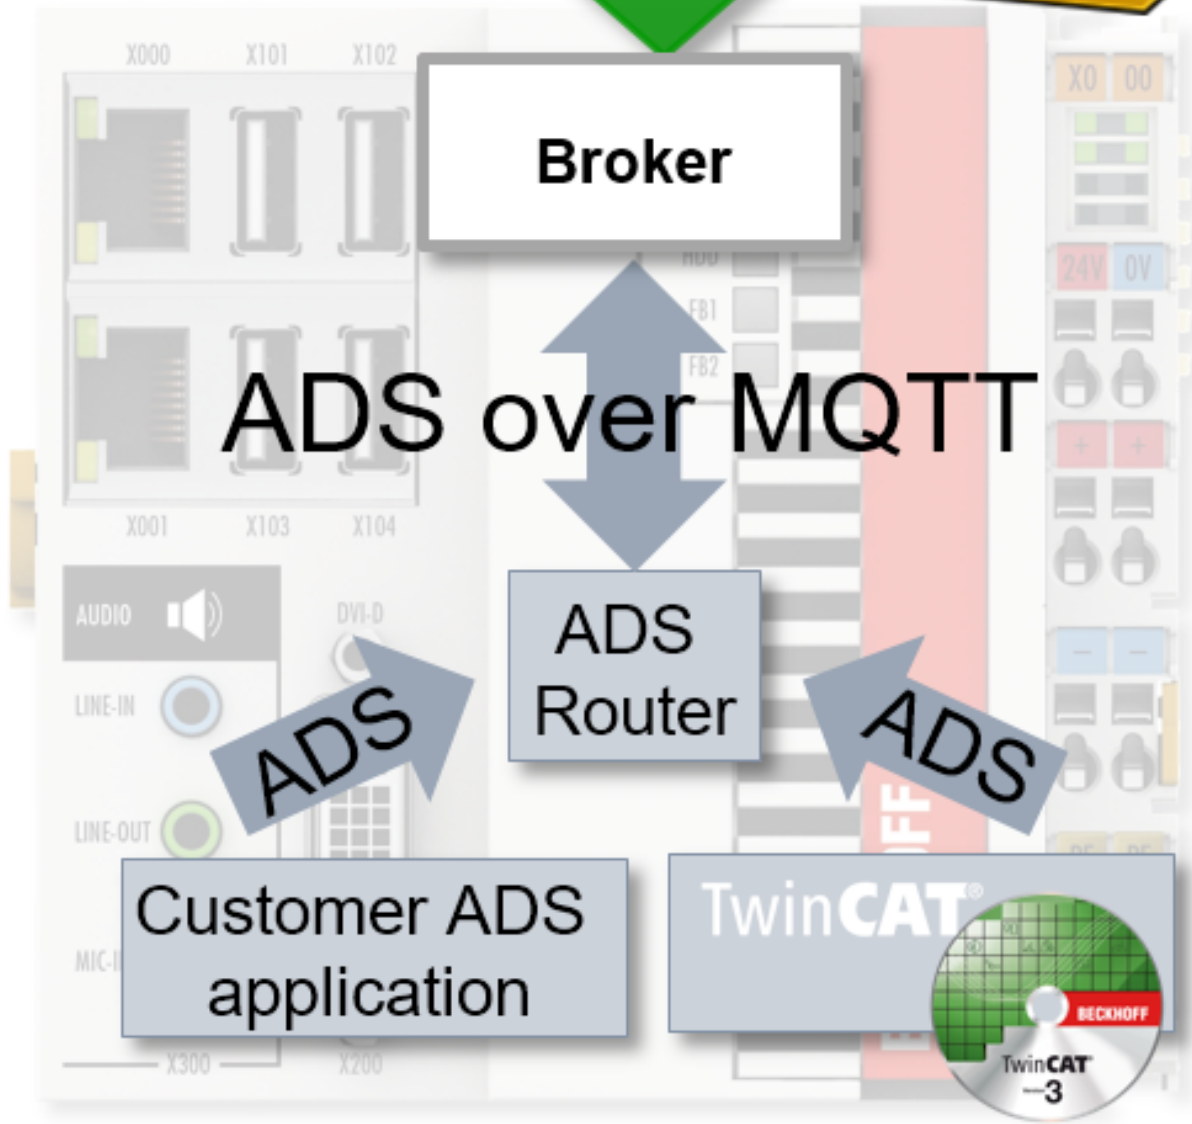 X000 X101 X102
X0 00
Broker
24V 0V
HDD
FB1
FB2
ADS over MQTT
+ +
X001 X103 X104
AUDIO
DVI-D
ADS
Router
LINE-IN
ADS
ADS
LINE-OUT
- -
Customer ADS
application
TwinCAT®
BECKHOFF
TwinCAT®
3
X300
X200